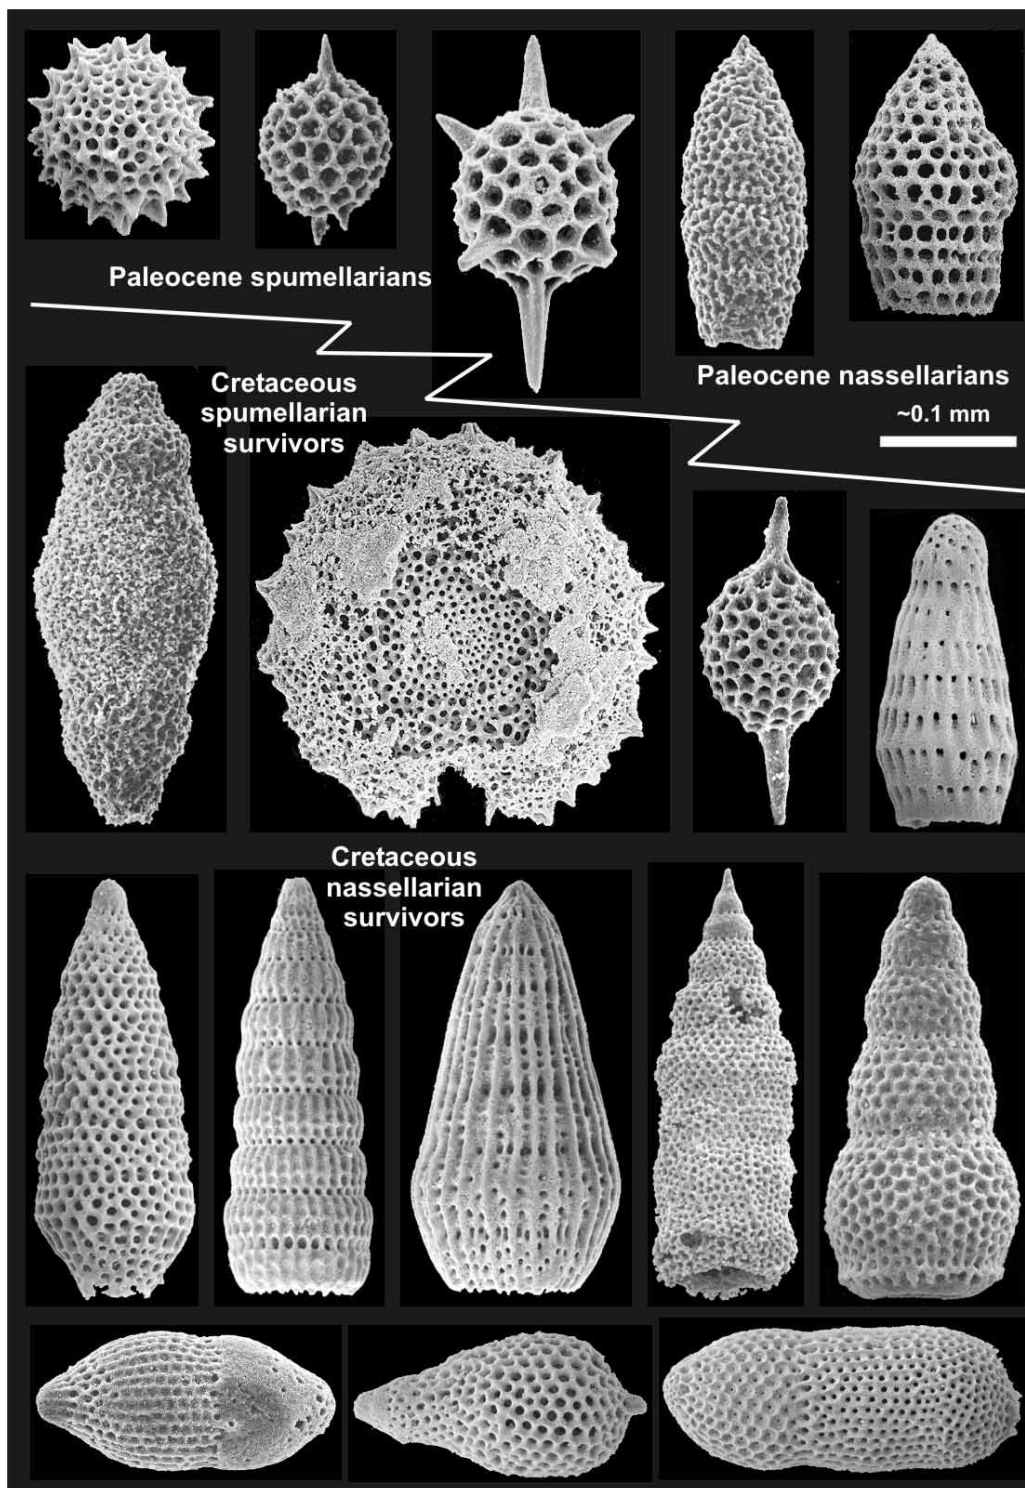 Paleocene spumellarians
Cretaceous
spumellarian
survivors
Paleocene nassellarians
~0.1 mm
Cretaceous
nassellarian
survivors